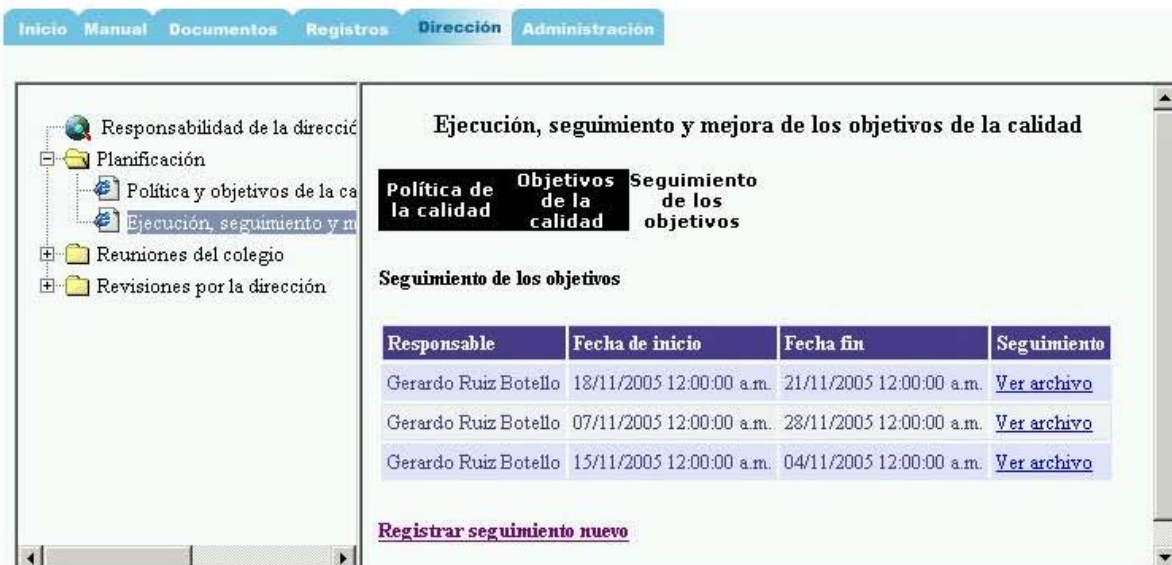 Inicio Manual Documentos Registros Dirección Administración
Responsabilidad de la direcció
Planificación
Política y objetivos de la ca
Ejecución, seguimiento y m
Reuniones del colegio
Revisiones por la dirección
Ejecución, seguimiento y mejora de los objetivos de la calidad
Política de
la calidad
Objetivos
de la
calidad
Seguimiento
de los
objetivos
Seguimiento de los objetivos
Responsable Fecha de inicio Fecha fin Seguimiento
Gerardo Ruiz Botello 18/11/2005 12:00:00 a.m. 21/11/2005 12:00:00 a.m. Ver archivo
Gerardo Ruiz Botello 07/11/2005 12:00:00 a.m. 28/11/2005 12:00:00 a.m. Ver archivo
Gerardo Ruiz Botello 15/11/2005 12:00:00 a.m. 04/11/2005 12:00:00 a.m. Ver archivo
Registrar seguimiento nuevo